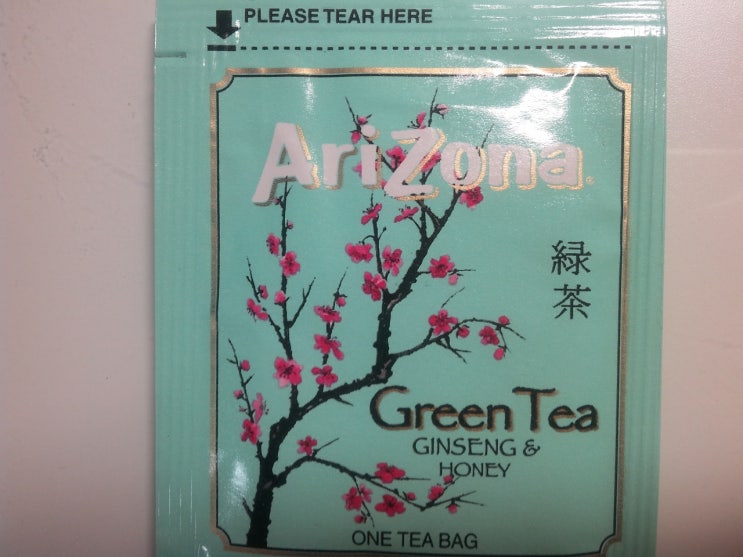 PLEASE TEAR HERE
AriZona
緑
茶
Green Tea
GINSENG &
HONEY
ONE TEA BAG